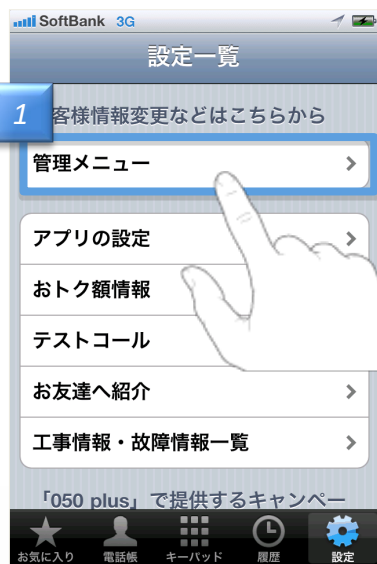 SoftBank 3G
設定一覧
1
客様情報変更などはこちらから
管理メニュー
アプリの設定
おトク額情報
テストコール
お友達へ紹介
工事情報・故障情報一覧
「050 plus」で提供するキャンペー
お気に入り 電話帳 キーパッド 履歴 設定